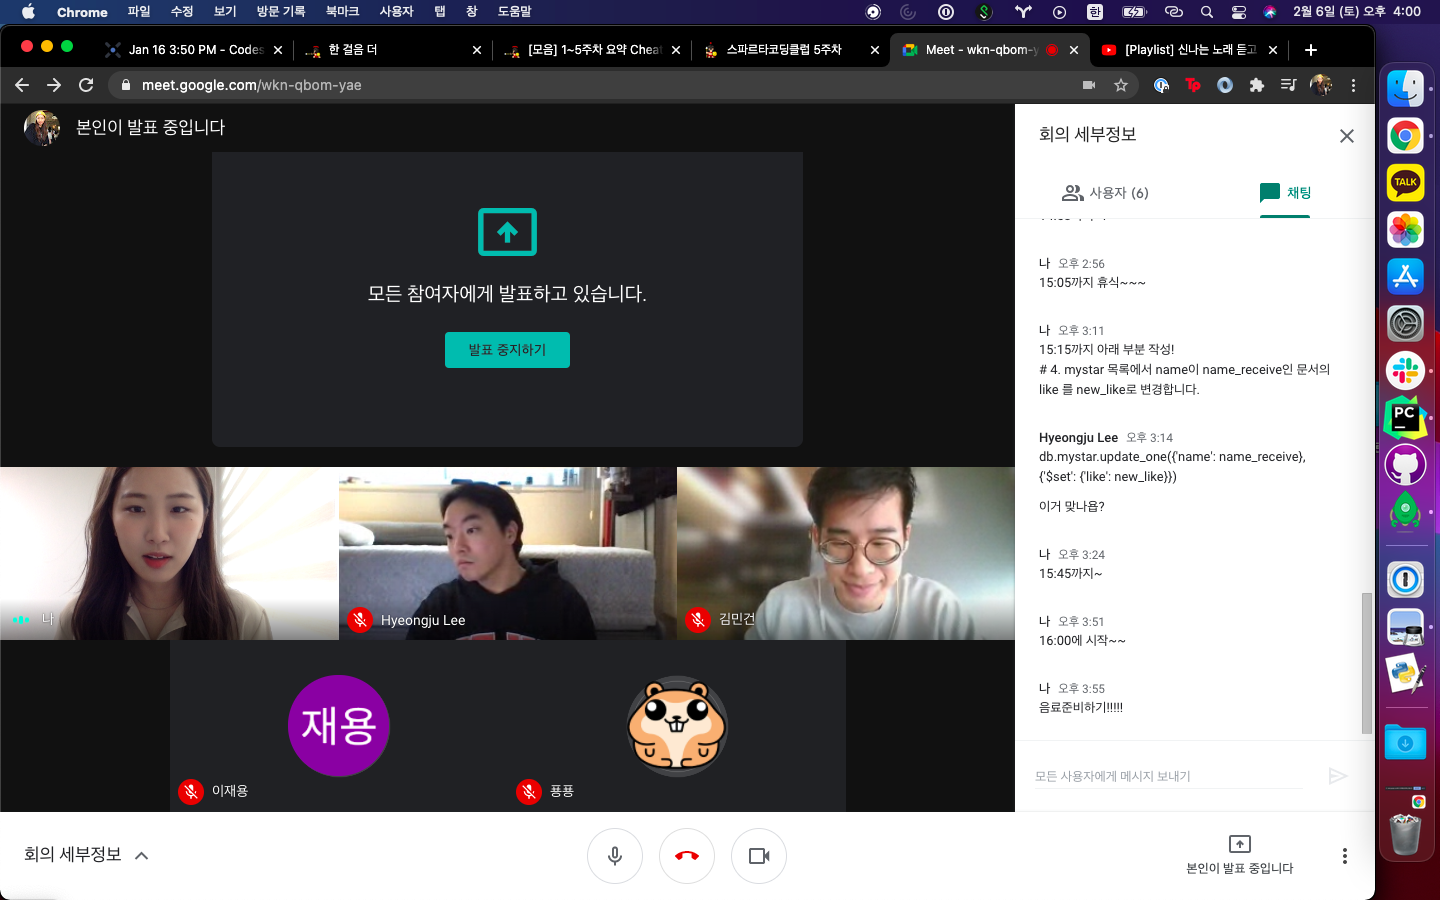 Chrome 파일 수정 보기 방문 기록 북마크 사용자 탭 창 도움말
한 2월 6일 (토) 오후 4:00
Jan 16 3:50 PM - Codes
한 걸음 더
[모음] 1~5주차 요약 Cheat
스파르타코딩클럽 5주차
Meet - wkn-qbom-y
[Playlist] 신나는 노래 듣고
meet.google.com/wkn-qbom-yae
본인이 발표 중입니다
모든 참여자에게 발표하고 있습니다.
발표 중지하기
나
Hyeongju Lee
김민건
재용
이재용
푱푱
회의 세부정보
사용자 (6)
채팅
나 오후 2:56
15:05까지 휴식~~~
나 오후 3:11
15:15까지 아래 부분 작성!
# 4. mystar 목록에서 name이 name_receive인 문서의
like 를 new_like로 변경합니다.
Hyeongju Lee 오후 3:14
db.mystar.update_one({'name': name_receive},
{'$set': {'like': new_like}})
이거 맞나욥?
나 오후 3:24
15:45까지~
나 오후 3:51
16:00에 시작~~
나 오후 3:55
음료준비하기!!!!!
모든 사용자에게 메시지 보내기
회의 세부정보
본인이 발표 중입니다
TALK
PC